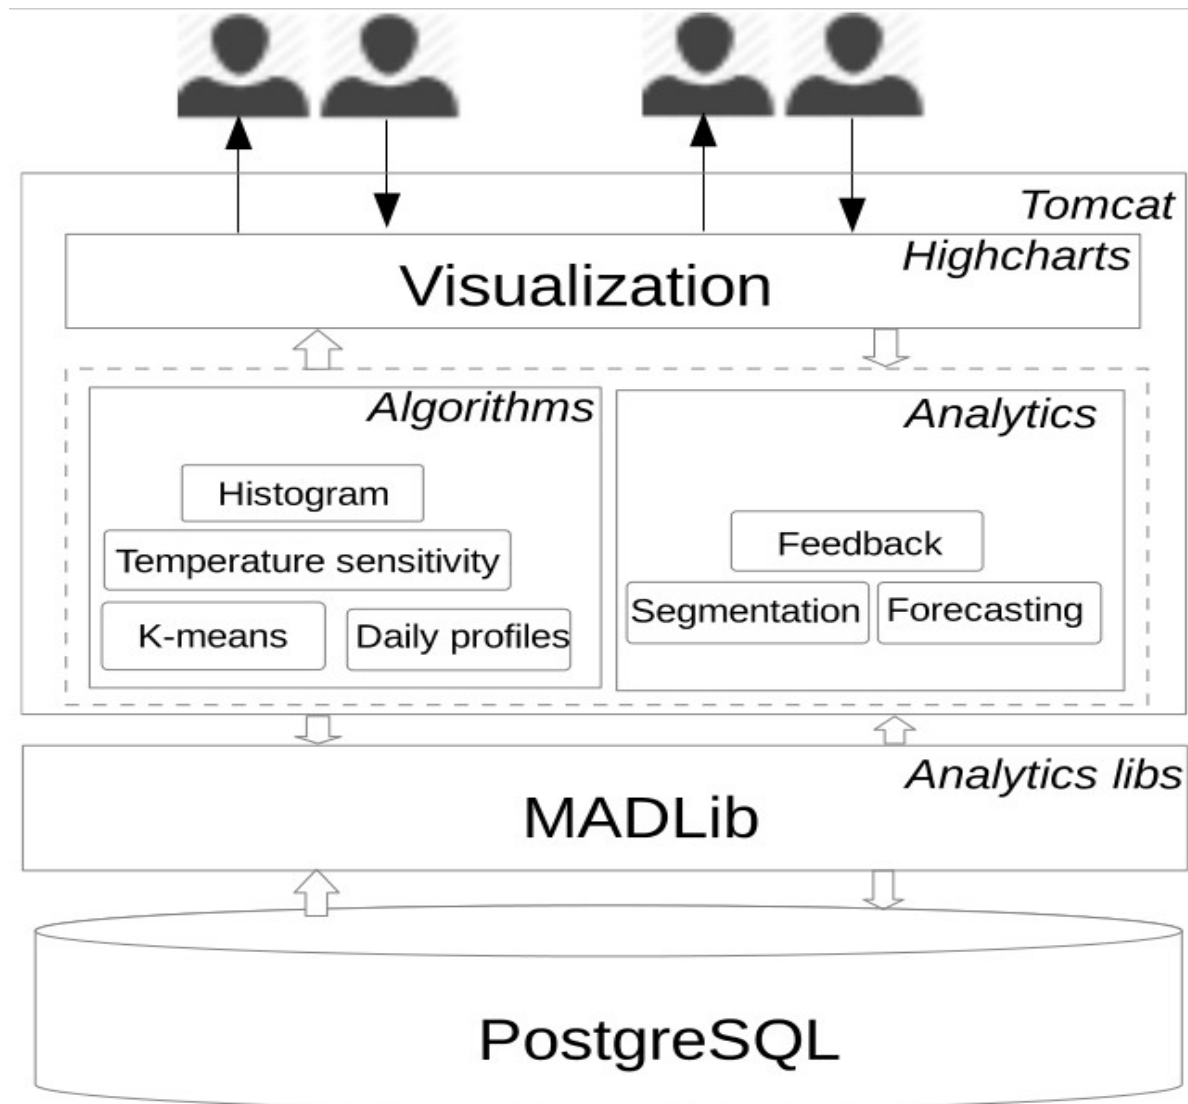 Tomcat
Highcharts
Visualization
Algorithms
Histogram
Temperature sensitivity
K-means
Daily profiles
Analytics
Feedback
Segmentation
Forecasting
Analytics libs
MADLib
PostgreSQL